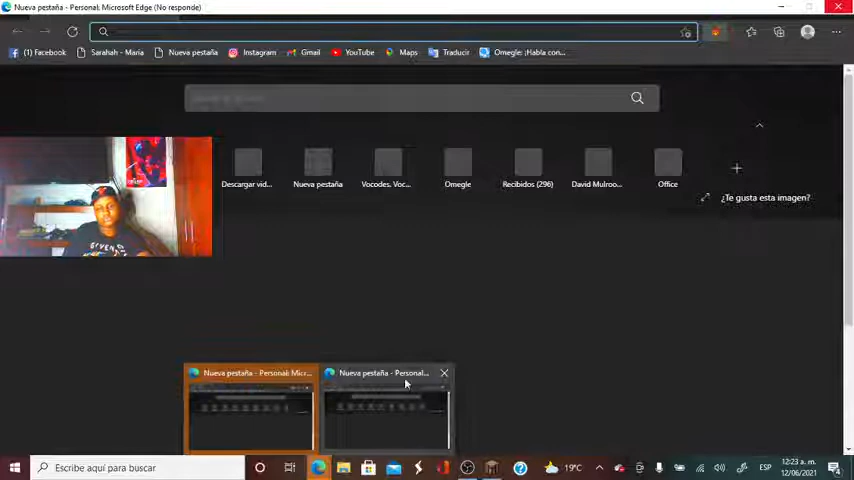 Nueva pestaña - Personal: Microsoft Edge (No responde)
(1) Facebook
Sarahah - Maria
Nueva pestaña
Instagram
Gmail
YouTube
Maps
Traducir
Omegle: ¡Habla con...
Descargar vid...
Nueva pestaña
Vocodes. Voc...
Omegle
Recibidos (296)
David Mulroo...
Office
¿Te gusta esta imagen?
GIVEN
Nueva pestaña - Personal: Micr...
Nueva pestaña - Personal...
Escribe aquí para buscar
19°C
ESP
12:23 a. m.
12/06/2021
4